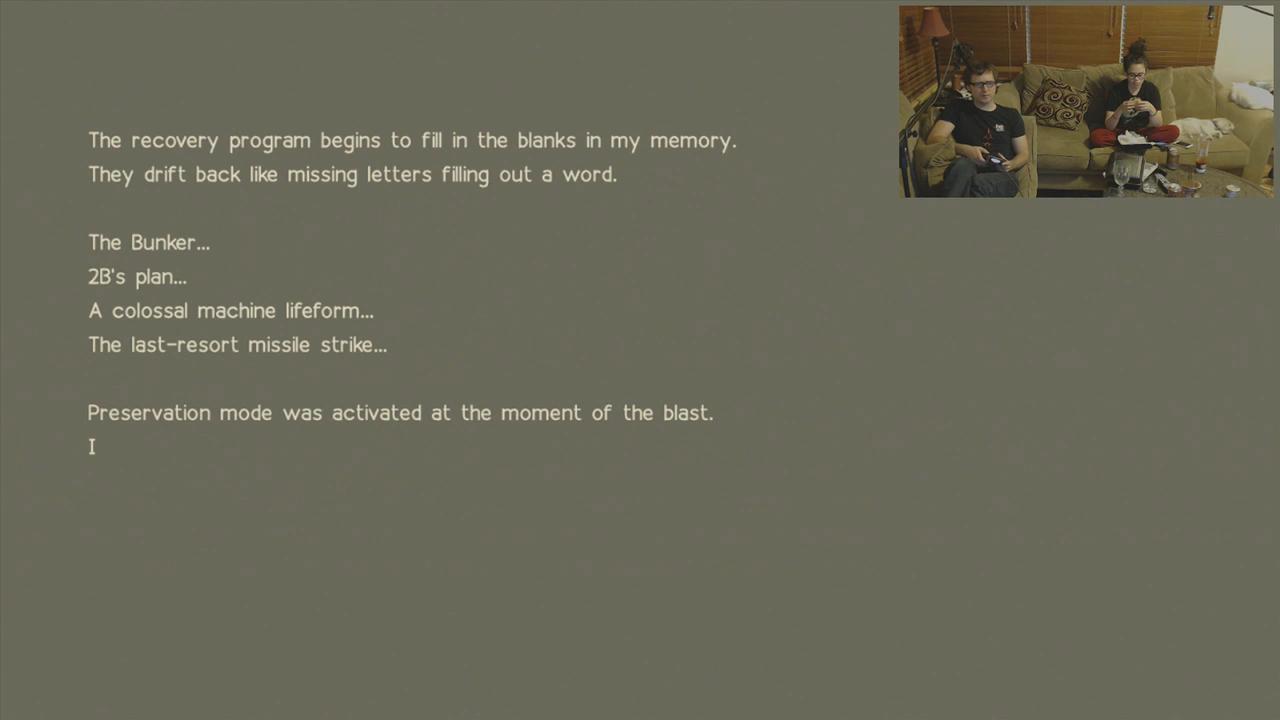 The recovery program begins to fill in the blanks in my memory.
They drift back like missing letters filling out a word.
The Bunker...
2B's plan...
A colossal machine lifeform...
The last-resort missile strike...
Preservation mode was activated at the moment of the blast.
I